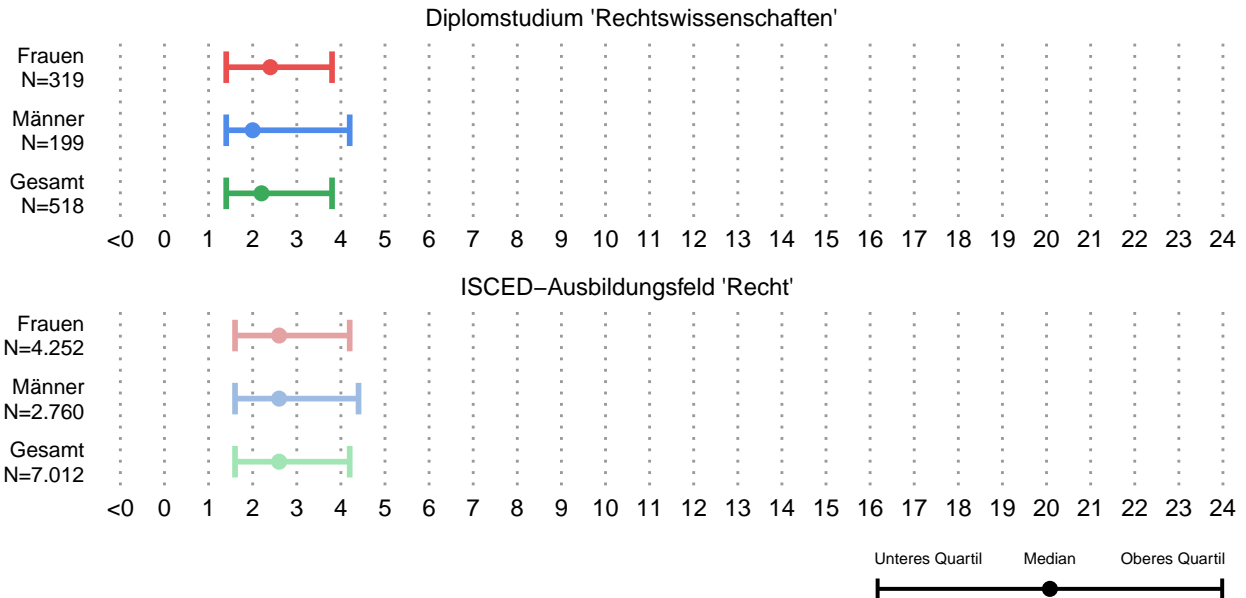 Diplomstudium 'Rechtswissenschaften'
Frauen
N=319
Männer
N=199
Gesamt
N=518
<0 0 1 2 3 4 5 6 7 8 9 10 11 12 13 14 15 16 17 18 19 20 21 22 23 24
ISCED−Ausbildungsfeld 'Recht'
Frauen
N=4.252
Männer
N=2.760
Gesamt
N=7.012
<0 0 1 2 3 4 5 6 7 8 9 10 11 12 13 14 15 16 17 18 19 20 21 22 23 24
Unteres Quartil Median Oberes Quartil